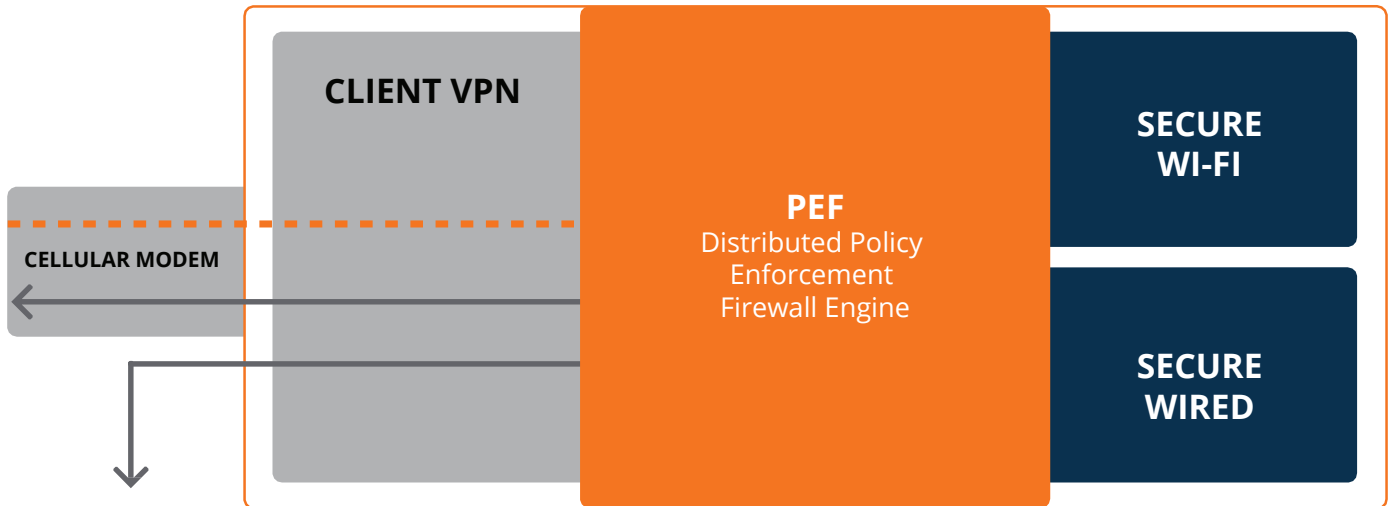 CLIENT VPN
CELLULAR MODEM
PEF
Distributed Policy
Enforcement
Firewall Engine
SECURE
WI-FI
SECURE
WIRED